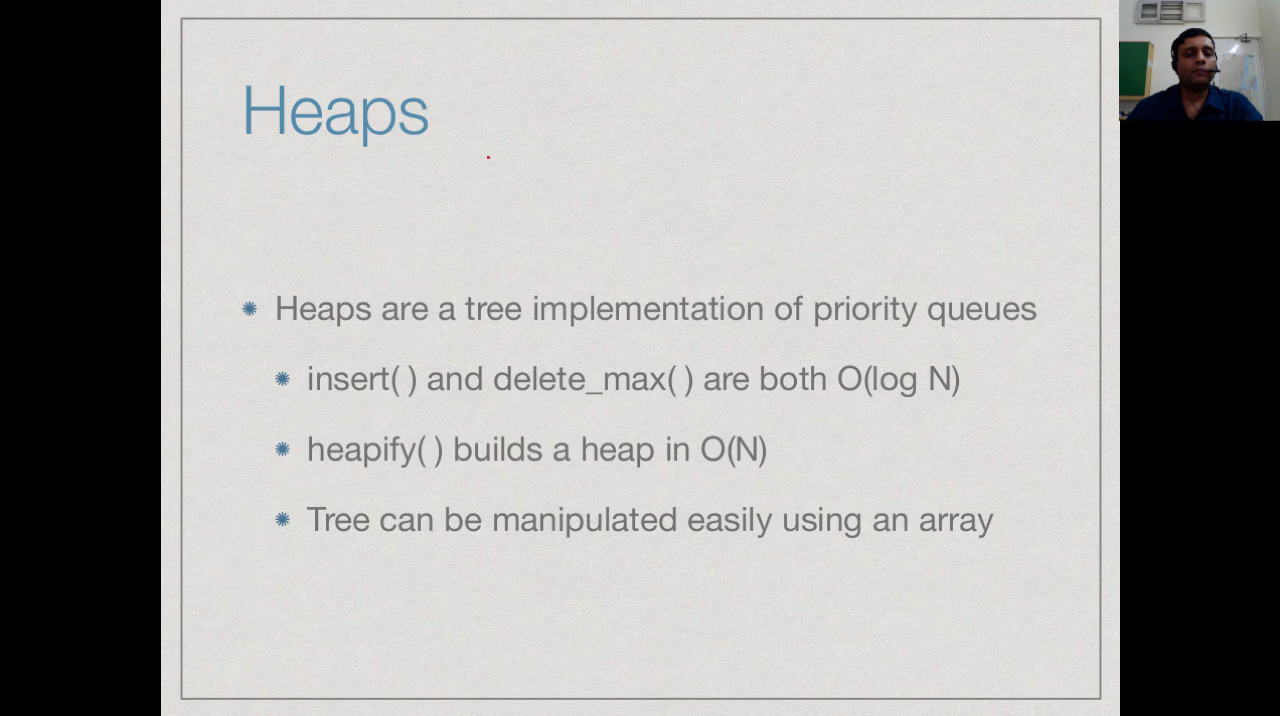 Heaps
Heaps are a tree implementation of priority queues
insert( ) and delete_max( ) are both O(log N)
heapify( ) builds a heap in O(N)
Tree can be manipulated easily using an array